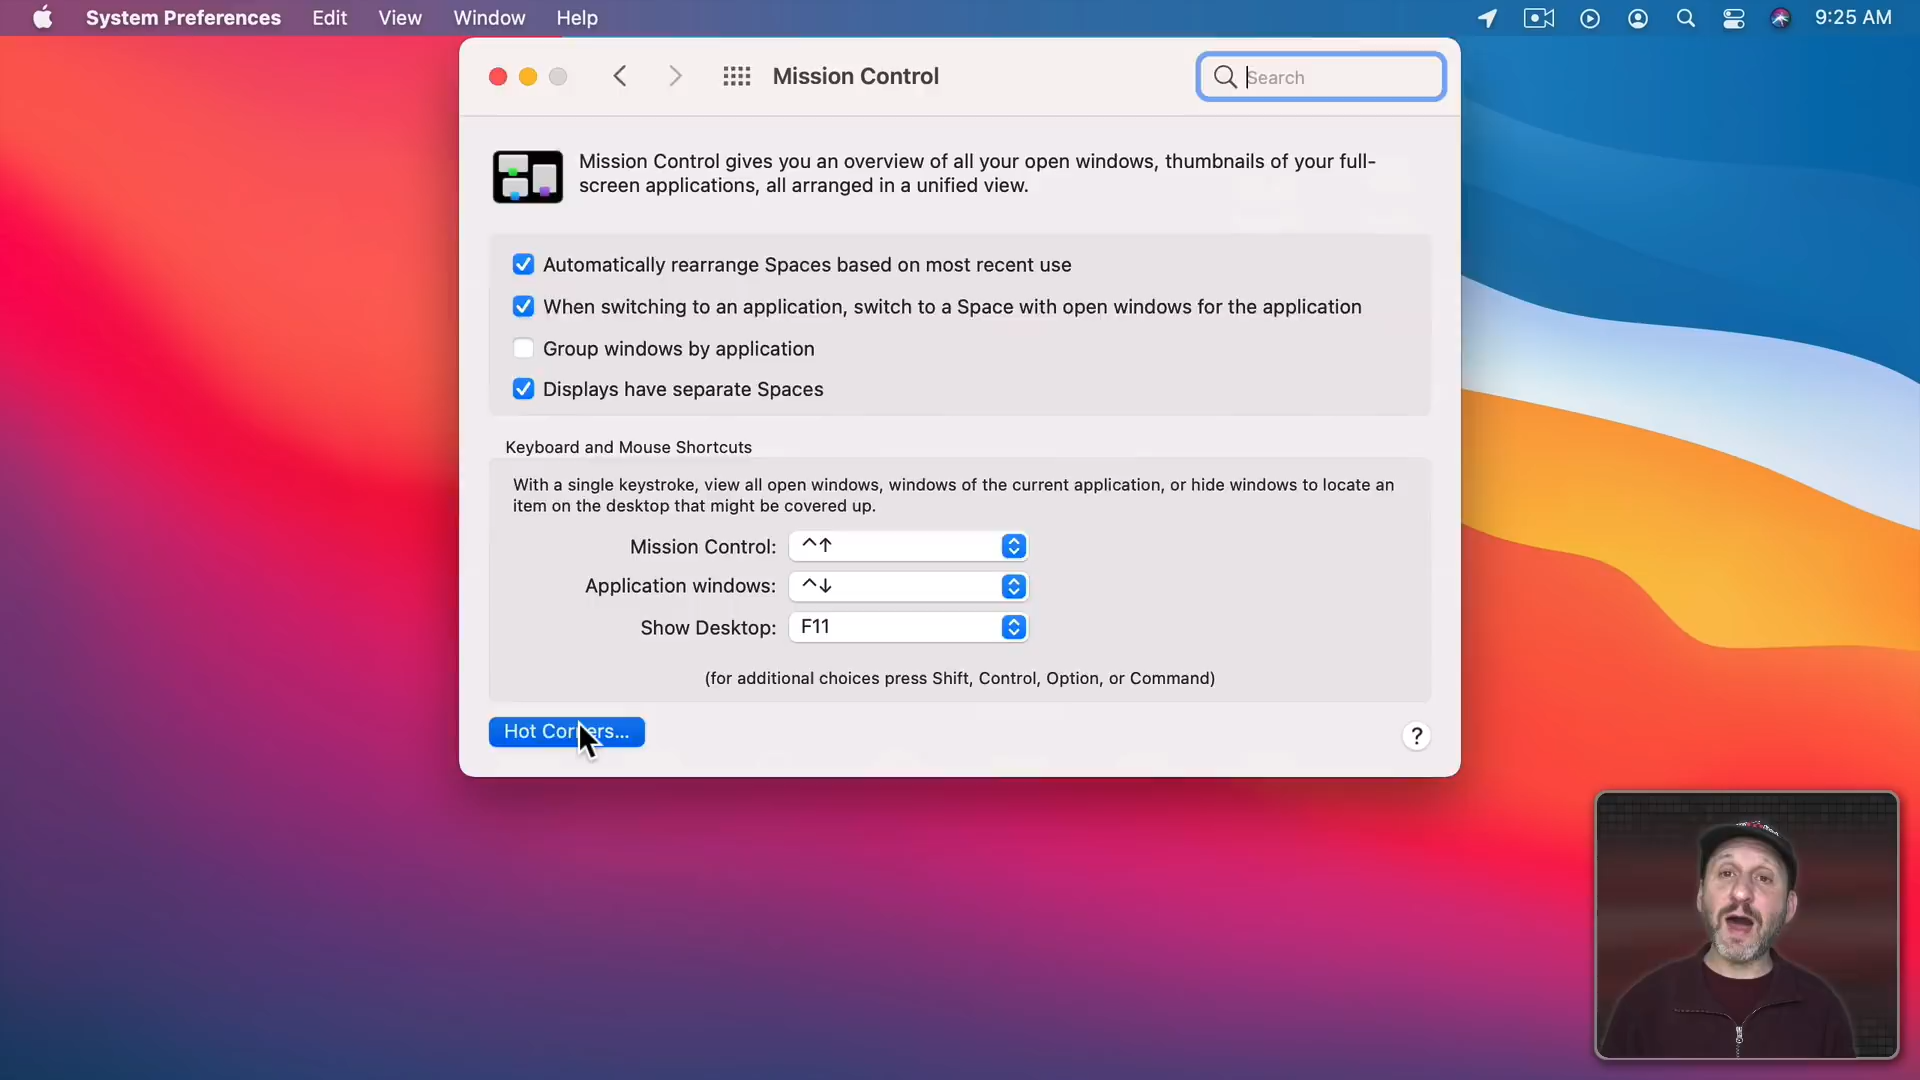 System Preferences Edit View Window Help 9:25 AM
Mission Control
Search
Mission Control gives you an overview of all your open windows, thumbnails of your full-
screen applications, all arranged in a unified view.
Automatically rearrange Spaces based on most recent use
When switching to an application, switch to a Space with open windows for the application
Group windows by application
Displays have separate Spaces
Keyboard and Mouse Shortcuts
With a single keystroke, view all open windows, windows of the current application, or hide windows to locate an
item on the desktop that might be covered up.
Mission Control: ^↑
Application windows: ^↓
Show Desktop: F11
(for additional choices press Shift, Control, Option, or Command)
Hot Corners...
?